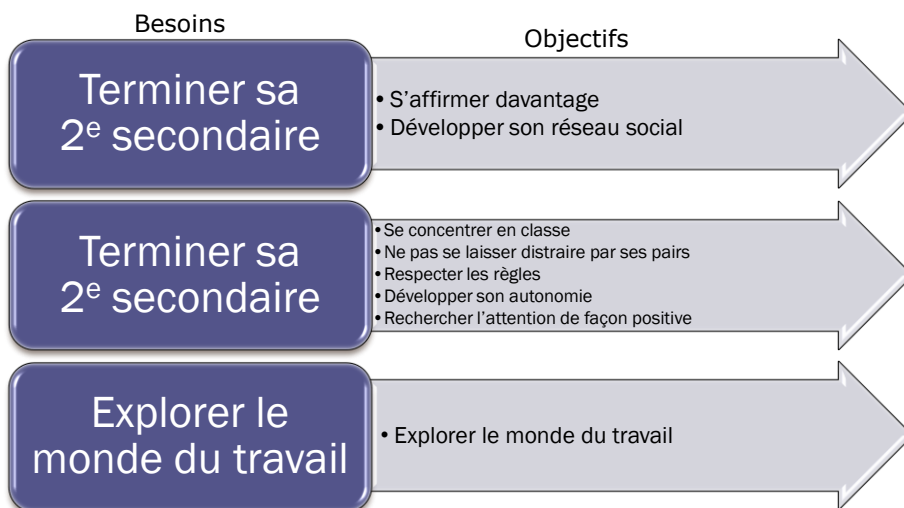 Besoins
Objectifs
Terminer sa
2e secondaire
• S'affirmer davantage
• Développer son réseau social
Terminer sa
2e secondaire
• Se concentrer en classe
• Ne pas se laisser distraire par ses pairs
• Respecter les règles
• Développer son autonomie
• Rechercher l'attention de façon positive
Explorer le
monde du travail
• Explorer le monde du travail